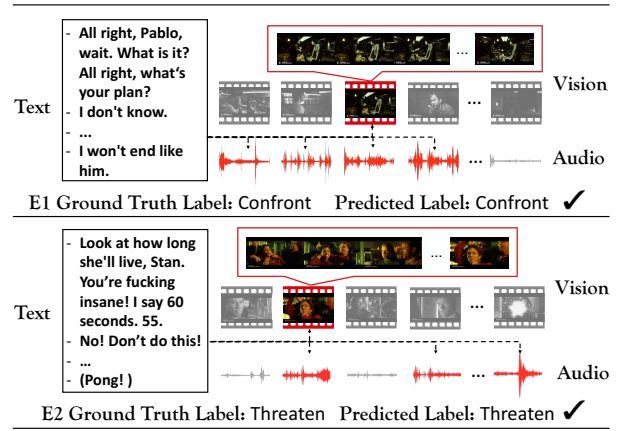 - All right, Pablo,
wait. What is it?
All right, what's
your plan?
- I don't know.
- ...
- I won't end like
him.
Text
...
...
Vision
...
Audio
E1 Ground Truth Label: Confront Predicted Label: Confront ✓
- Look at how long
she'll live, Stan.
You're fucking
insane! I say 60
seconds. 55.
- No! Don't do this!
- ...
- (Pong! )
Text
...
...
Vision
...
Audio
E2 Ground Truth Label: Threaten Predicted Label: Threaten ✓